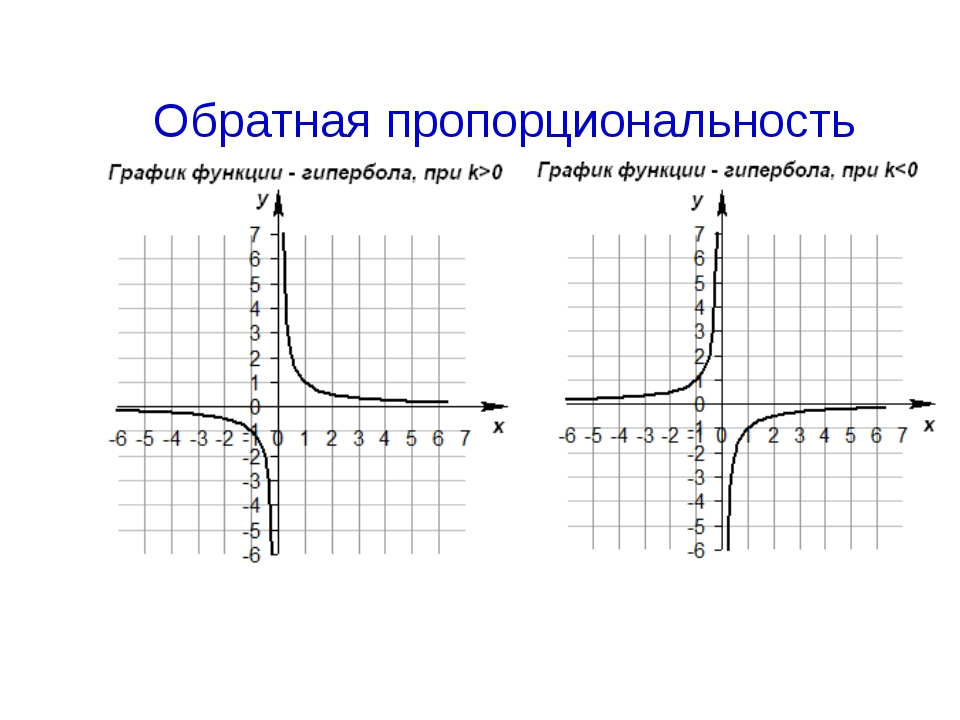 Обратная пропорциональность
График функции - гипербола, при k>0
График функции - гипербола, при k<0
y
7
6
5
4
3
2
1
0
-6 -5 -4 -3 -2 -1 0 1 2 3 4 5 6 7
x
-2
-3
-4
-5
-6
y
7
6
5
4
3
2
1
0
-6 -5 -4 -3 -2 -1 0 1 2 3 4 5 6 7
x
-2
-3
-4
-5
-6